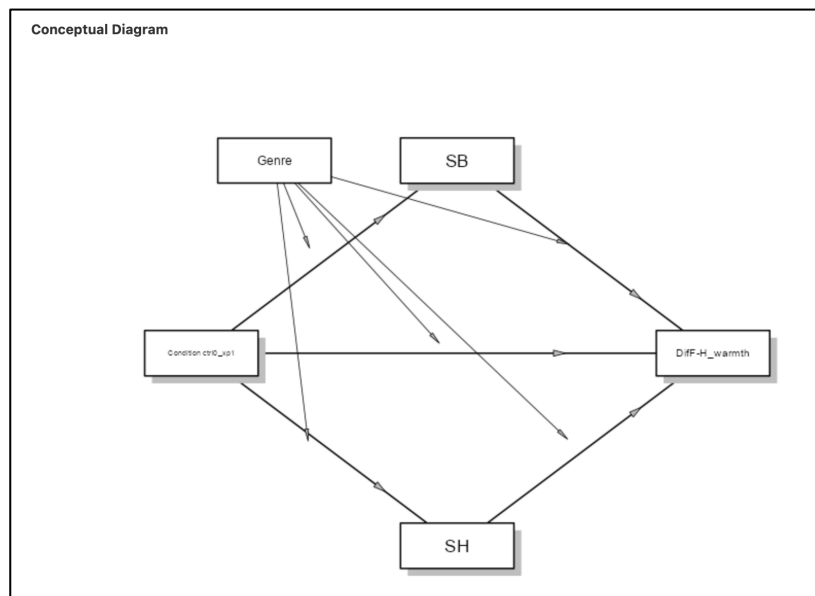 Conceptual Diagram
Genre
SB
Condition ctrl0_xp1
DifF-H_warmth
SH